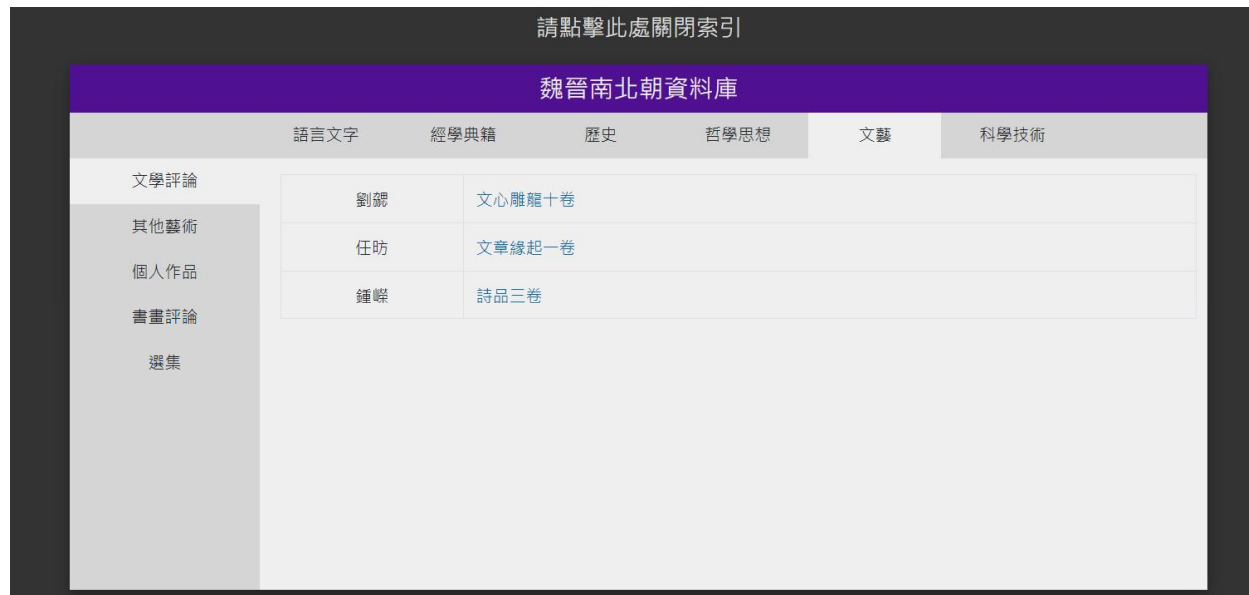 請點擊此處關閉索引
魏晉南北朝資料庫
語言文字 經學典籍 歷史 哲學思想 文藝 科學技術
文學評論
其他藝術
個人作品
書畫評論
選集
劉勰 文心雕龍十卷
任昉 文章緣起一卷
鍾嶸 詩品三卷